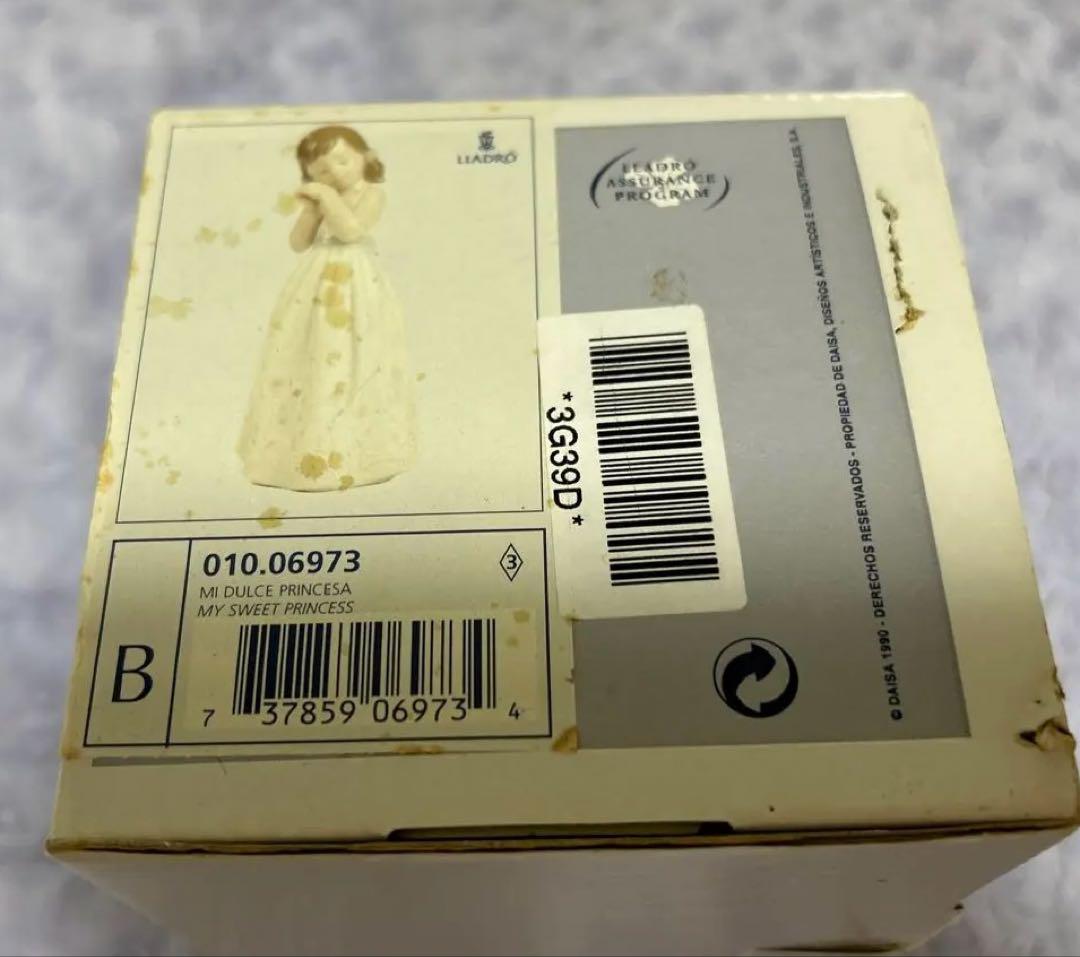 LLADRÓ
LLADRÓ
ASSURANCE
PROGRAM
© DAISA 1990 - DERECHOS RESERVADOS - PROPIEDAD DE DAISA, DISEÑOS ARTÍSTICOS E INDUSTRIALES, S.A.
*3G39D*
010.06973
3
MI DULCE PRINCESA
MY SWEET PRINCESS
B
7 37859 06973 4